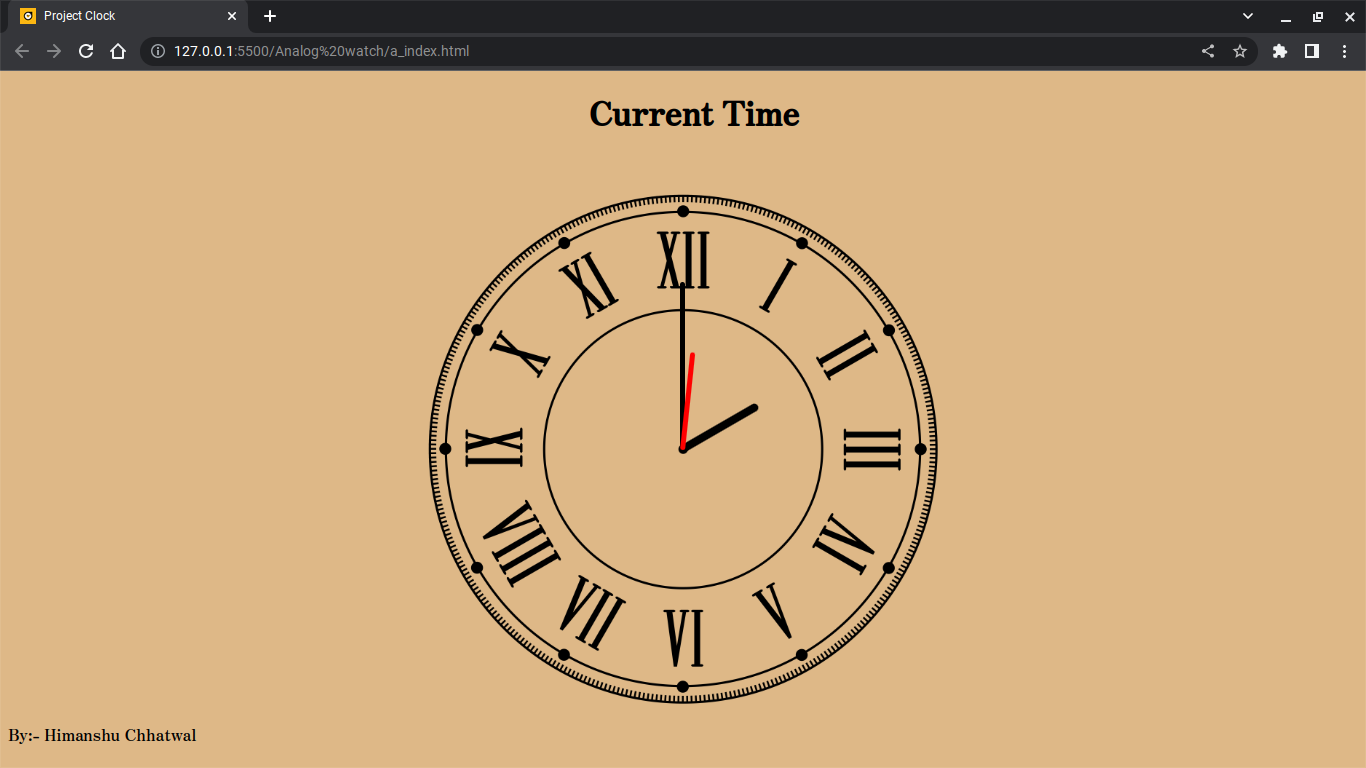 Project Clock
127.0.0.1:5500/Analog%20watch/a_index.html
Current Time
XII
I
II
III
IV
V
VI
VII
VIII
IX
X
XI
By:- Himanshu Chhatwal